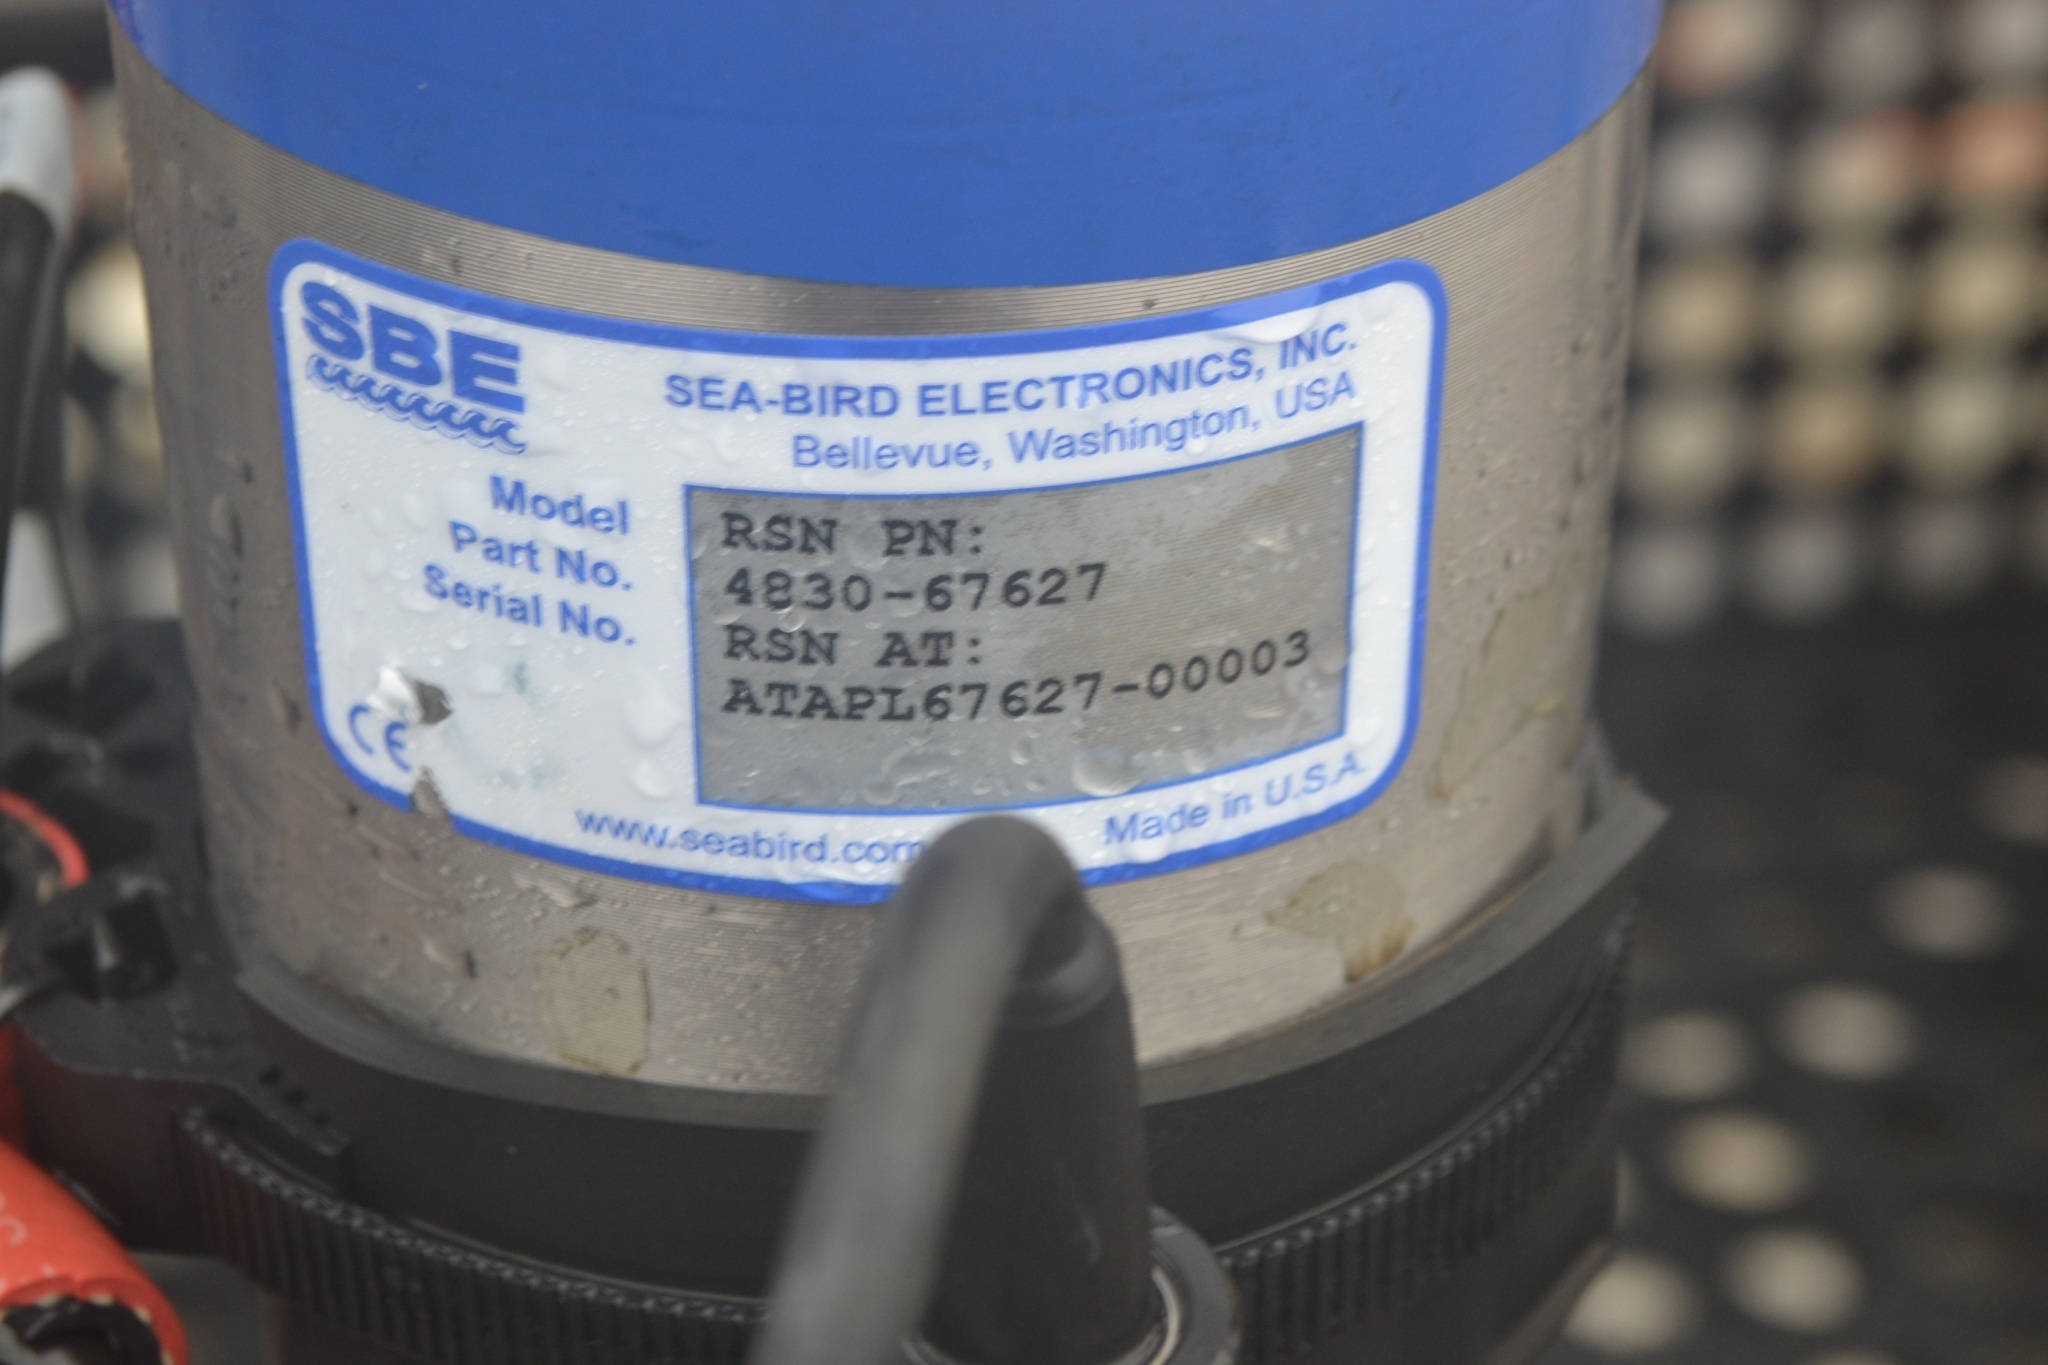 SBE
SEA-BIRD ELECTRONICS, INC.
Bellevue, Washington, USA
Model
Part No.
Serial No.
RSN PN:
4830-67627
RSN AT:
ATAPL67627-00003
CE
www.seabird.com
Made in U.S.A.